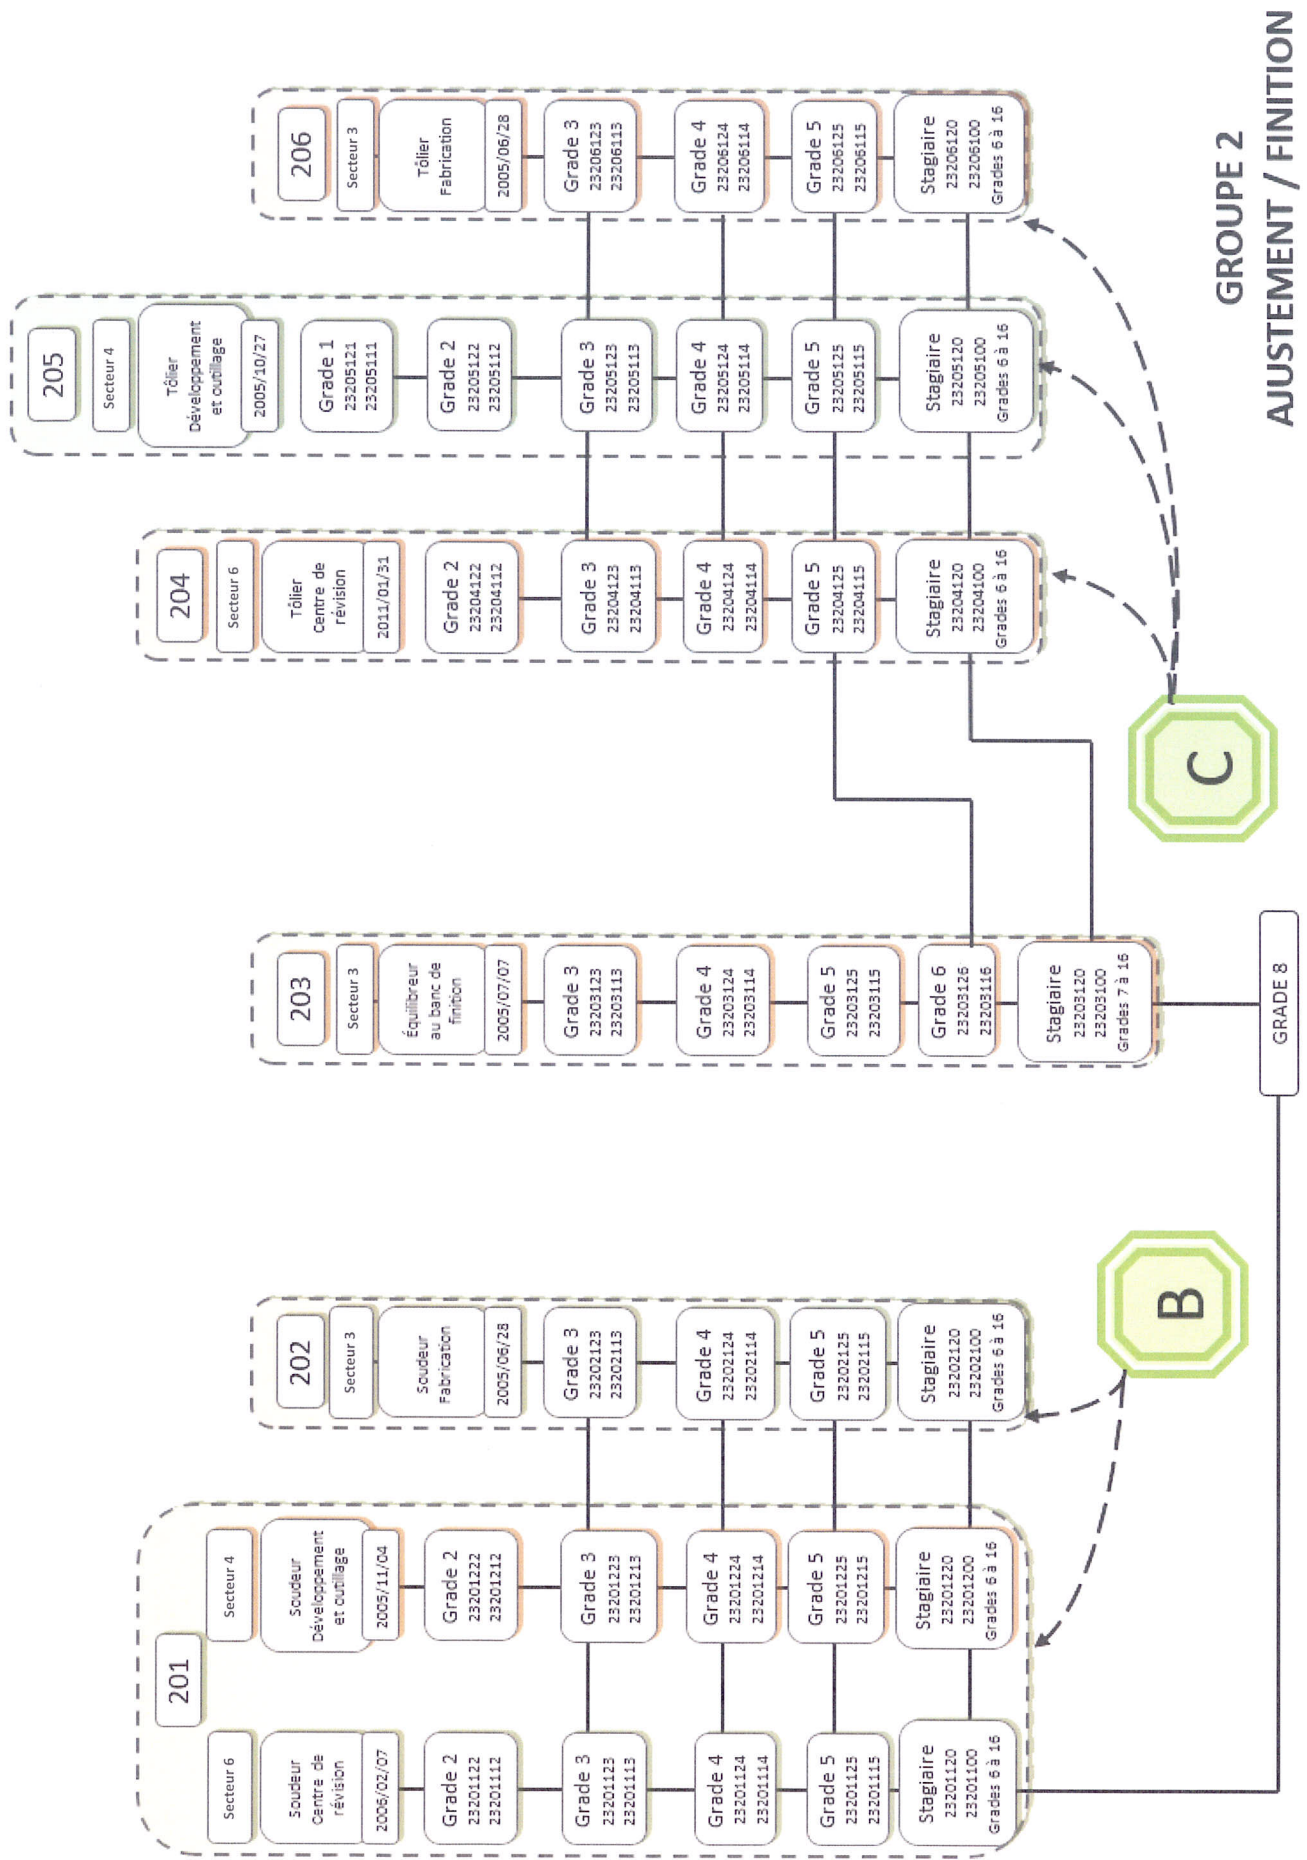 201
Secteur 6
Soudeur
Centre de
révision
2006/02/07
Grade 2
23201122
23201112
Grade 3
23201123
23201113
Grade 4
23201124
23201114
Grade 5
23201125
23201115
Stagiaire
23201120
23201100
Grades 6 à 16
Secteur 4
Soudeur
Développement
et outillage
2005/11/04
Grade 2
23201222
23201212
Grade 3
23201223
23201213
Grade 4
23201224
23201214
Grade 5
23201225
23201215
Stagiaire
23201220
23201200
Grades 6 à 16
202
Secteur 3
Soudeur
Fabrication
2005/06/28
Grade 3
23202123
23202113
Grade 4
23202124
23202114
Grade 5
23202125
23202115
Stagiaire
23202120
23202100
Grades 6 à 16
B
203
Secteur 3
Équilibreur
au banc de
finition
2005/07/07
Grade 3
23203123
23203113
Grade 4
23203124
23203114
Grade 5
23203125
23203115
Grade 6
23203126
23203116
Stagiaire
23203120
23203100
Grades 7 à 16
GRADE 8
204
Secteur 6
Tôlier
Centre de
révision
2011/01/31
Grade 2
23204122
23204112
Grade 3
23204123
23204113
Grade 4
23204124
23204114
Grade 5
23204125
23204115
Stagiaire
23204120
23204100
Grades 6 à 16
C
205
Secteur 4
Tôlier
Développement
et outillage
2005/10/27
Grade 1
23205121
23205111
Grade 2
23205122
23205112
Grade 3
23205123
23205113
Grade 4
23205124
23205114
Grade 5
23205125
23205115
Stagiaire
23205120
23205100
Grades 6 à 16
206
Secteur 3
Tôlier
Fabrication
2005/06/28
Grade 3
23206123
23206113
Grade 4
23206124
23206114
Grade 5
23206125
23206115
Stagiaire
23206120
23206100
Grades 6 à 16
GROUPE 2
AJUSTEMENT / FINITION